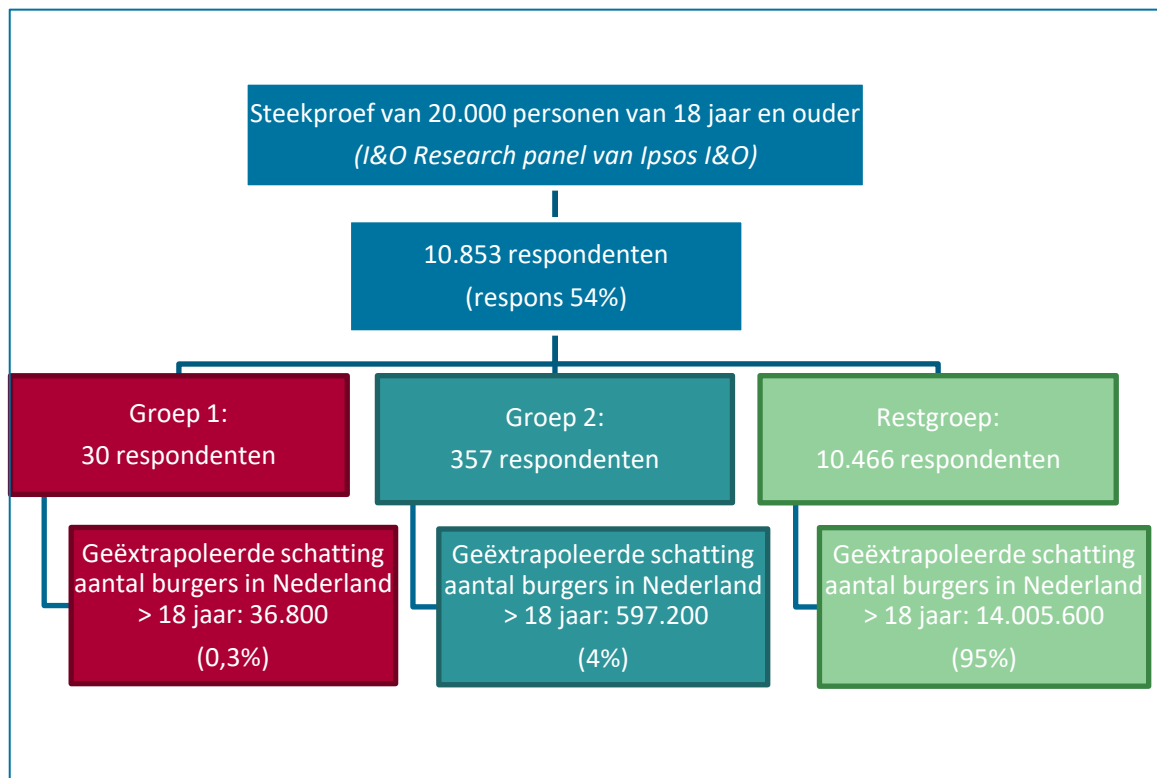 Steekproef van 20.000 personen van 18 jaar en ouder
(I&O Research panel van Ipsos I&O)
10.853 respondenten
(respons 54%)
Groep 1:
30 respondenten
Groep 2:
357 respondenten
Restgroep:
10.466 respondenten
Geëxtrapoleerde schatting
aantal burgers in Nederland
> 18 jaar: 36.800
(0,3%)
Geëxtrapoleerde schatting
aantal burgers in Nederland
> 18 jaar: 597.200
(4%)
Geëxtrapoleerde schatting
aantal burgers in Nederland
> 18 jaar: 14.005.600
(95%)